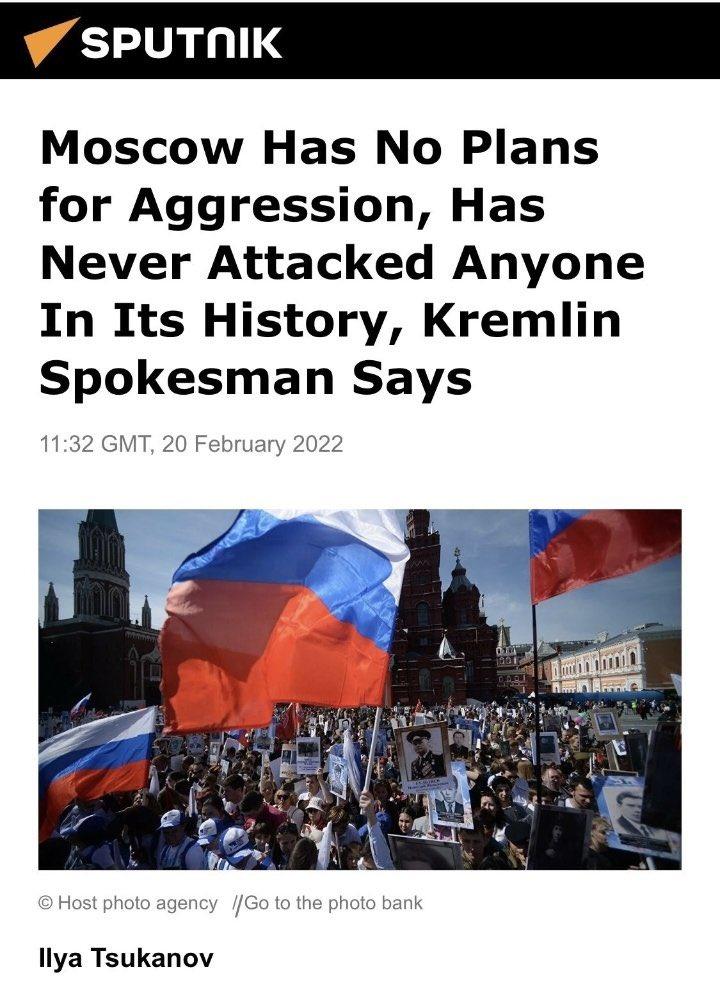 SPUTNIK
Moscow Has No Plans
for Aggression, Has
Never Attacked Anyone
In Its History, Kremlin
Spokesman Says
11:32 GMT, 20 February 2022
© Host photo agency //Go to the photo bank
Ilya Tsukanov